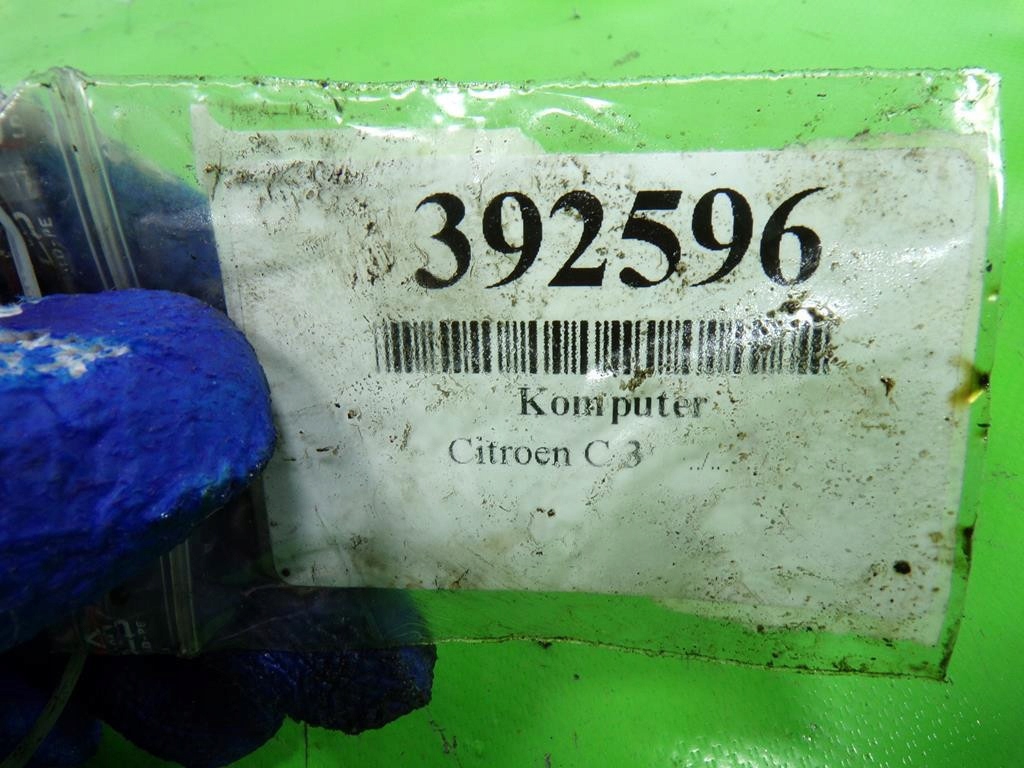 392596
Komputer
Citroen C 3 ../..